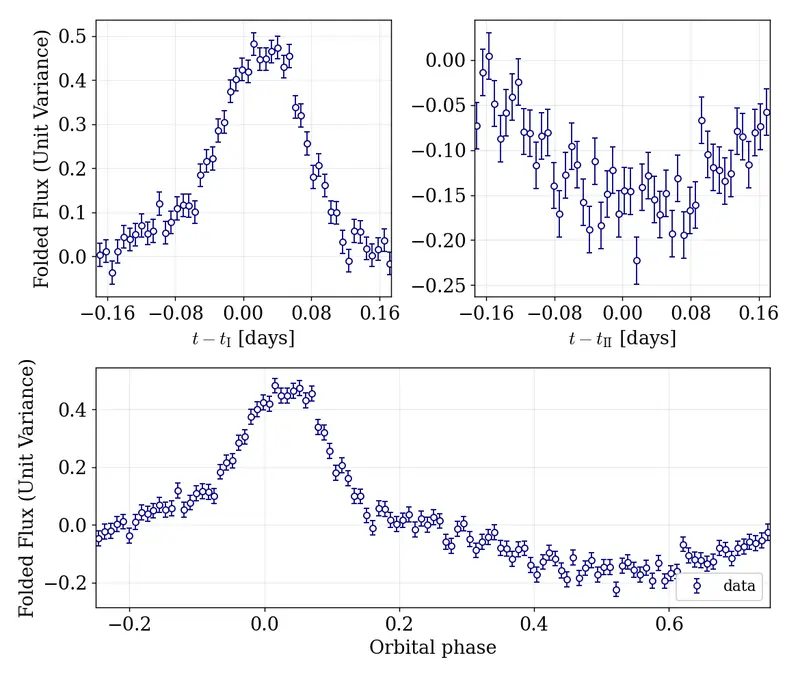 Folded Flux (Unit Variance)
0.5
0.4
0.3
0.2
0.1
0.0
−0.16 −0.08 0.00 0.08 0.16
t − t_I [days]
0.00
−0.05
−0.10
−0.15
−0.20
−0.25
−0.16 −0.08 0.00 0.08 0.16
t − t_II [days]
Folded Flux (Unit Variance)
0.4
0.2
0.0
−0.2
−0.2 0.0 0.2 0.4 0.6
data
Orbital phase